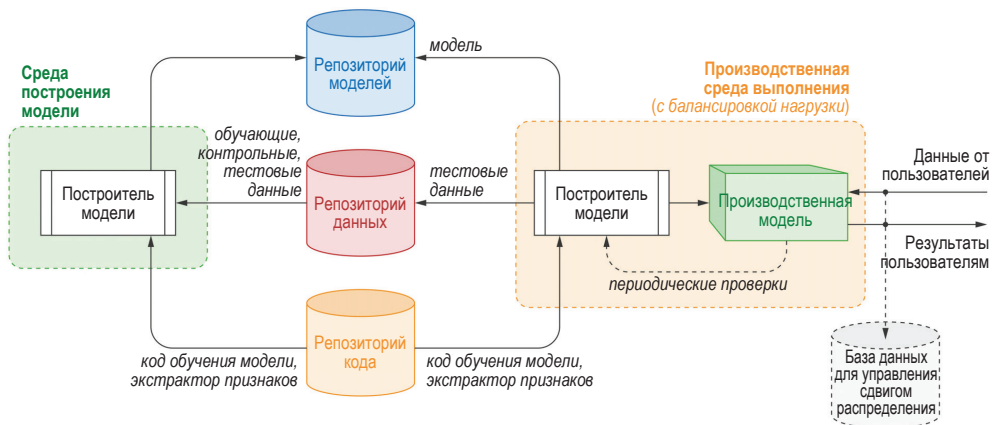 Среда
построения
модели
Построитель
модели
обучающие,
контрольные,
тестовые
данные
код обучения модели,
экстрактор признаков
Репозиторий
моделей
Репозиторий
данных
Репозиторий
кода
модель
тестовые
данные
код обучения модели,
экстрактор признаков
Производственная
среда выполнения
(с балансировкой нагрузки)
Построитель
модели
Производственная
модель
периодические проверки
Данные от
пользователей
Результаты
пользователям
База данных
для управления
сдвигом
распределения